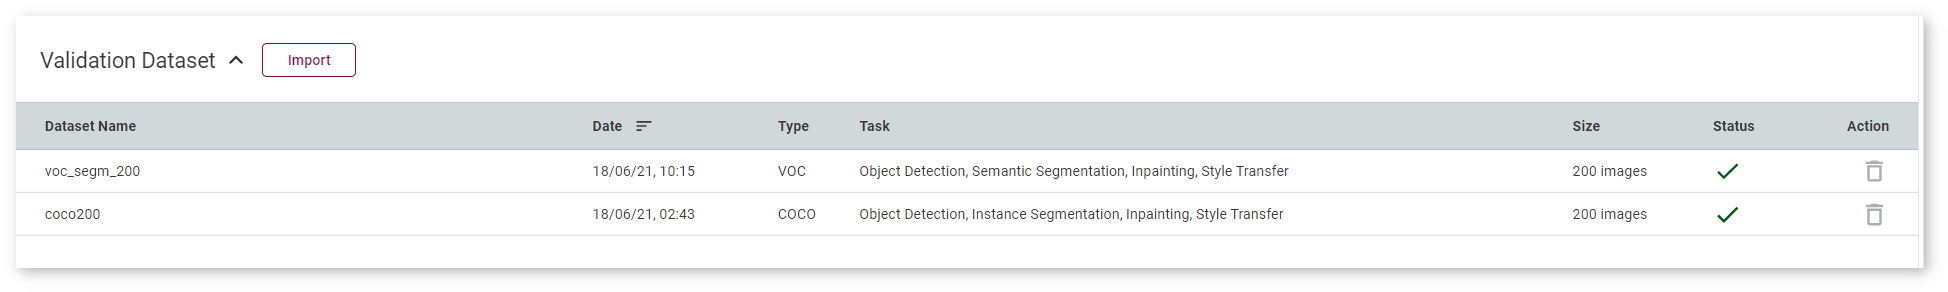 Validation Dataset Import
Dataset Name Date Type Task Size Status Action
voc_segm_200 18/06/21, 10:15 VOC Object Detection, Semantic Segmentation, Inpainting, Style Transfer 200 images
coco200 18/06/21, 02:43 COCO Object Detection, Instance Segmentation, Inpainting, Style Transfer 200 images